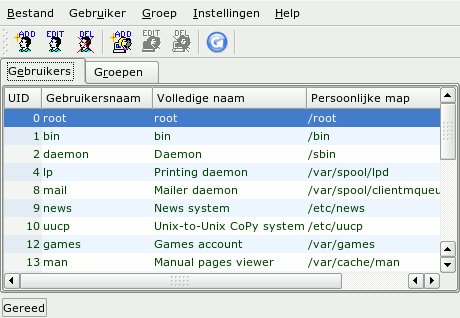 Bestand Gebruiker Groep Instellingen Help
ADD EDIT DEL ADD EDIT DEL
Gebruikers Groepen
UID Gebruikersnaam Volledige naam Persoonlijke map
0 root root /root
1 bin bin /bin
2 daemon Daemon /sbin
4 lp Printing daemon /var/spool/lpd
8 mail Mailer daemon /var/spool/clientmqueu
9 news News system /etc/news
10 uucp Unix-to-Unix CoPy system /etc/uucp
12 games Games account /var/games
13 man Manual pages viewer /var/cache/man
Gereed